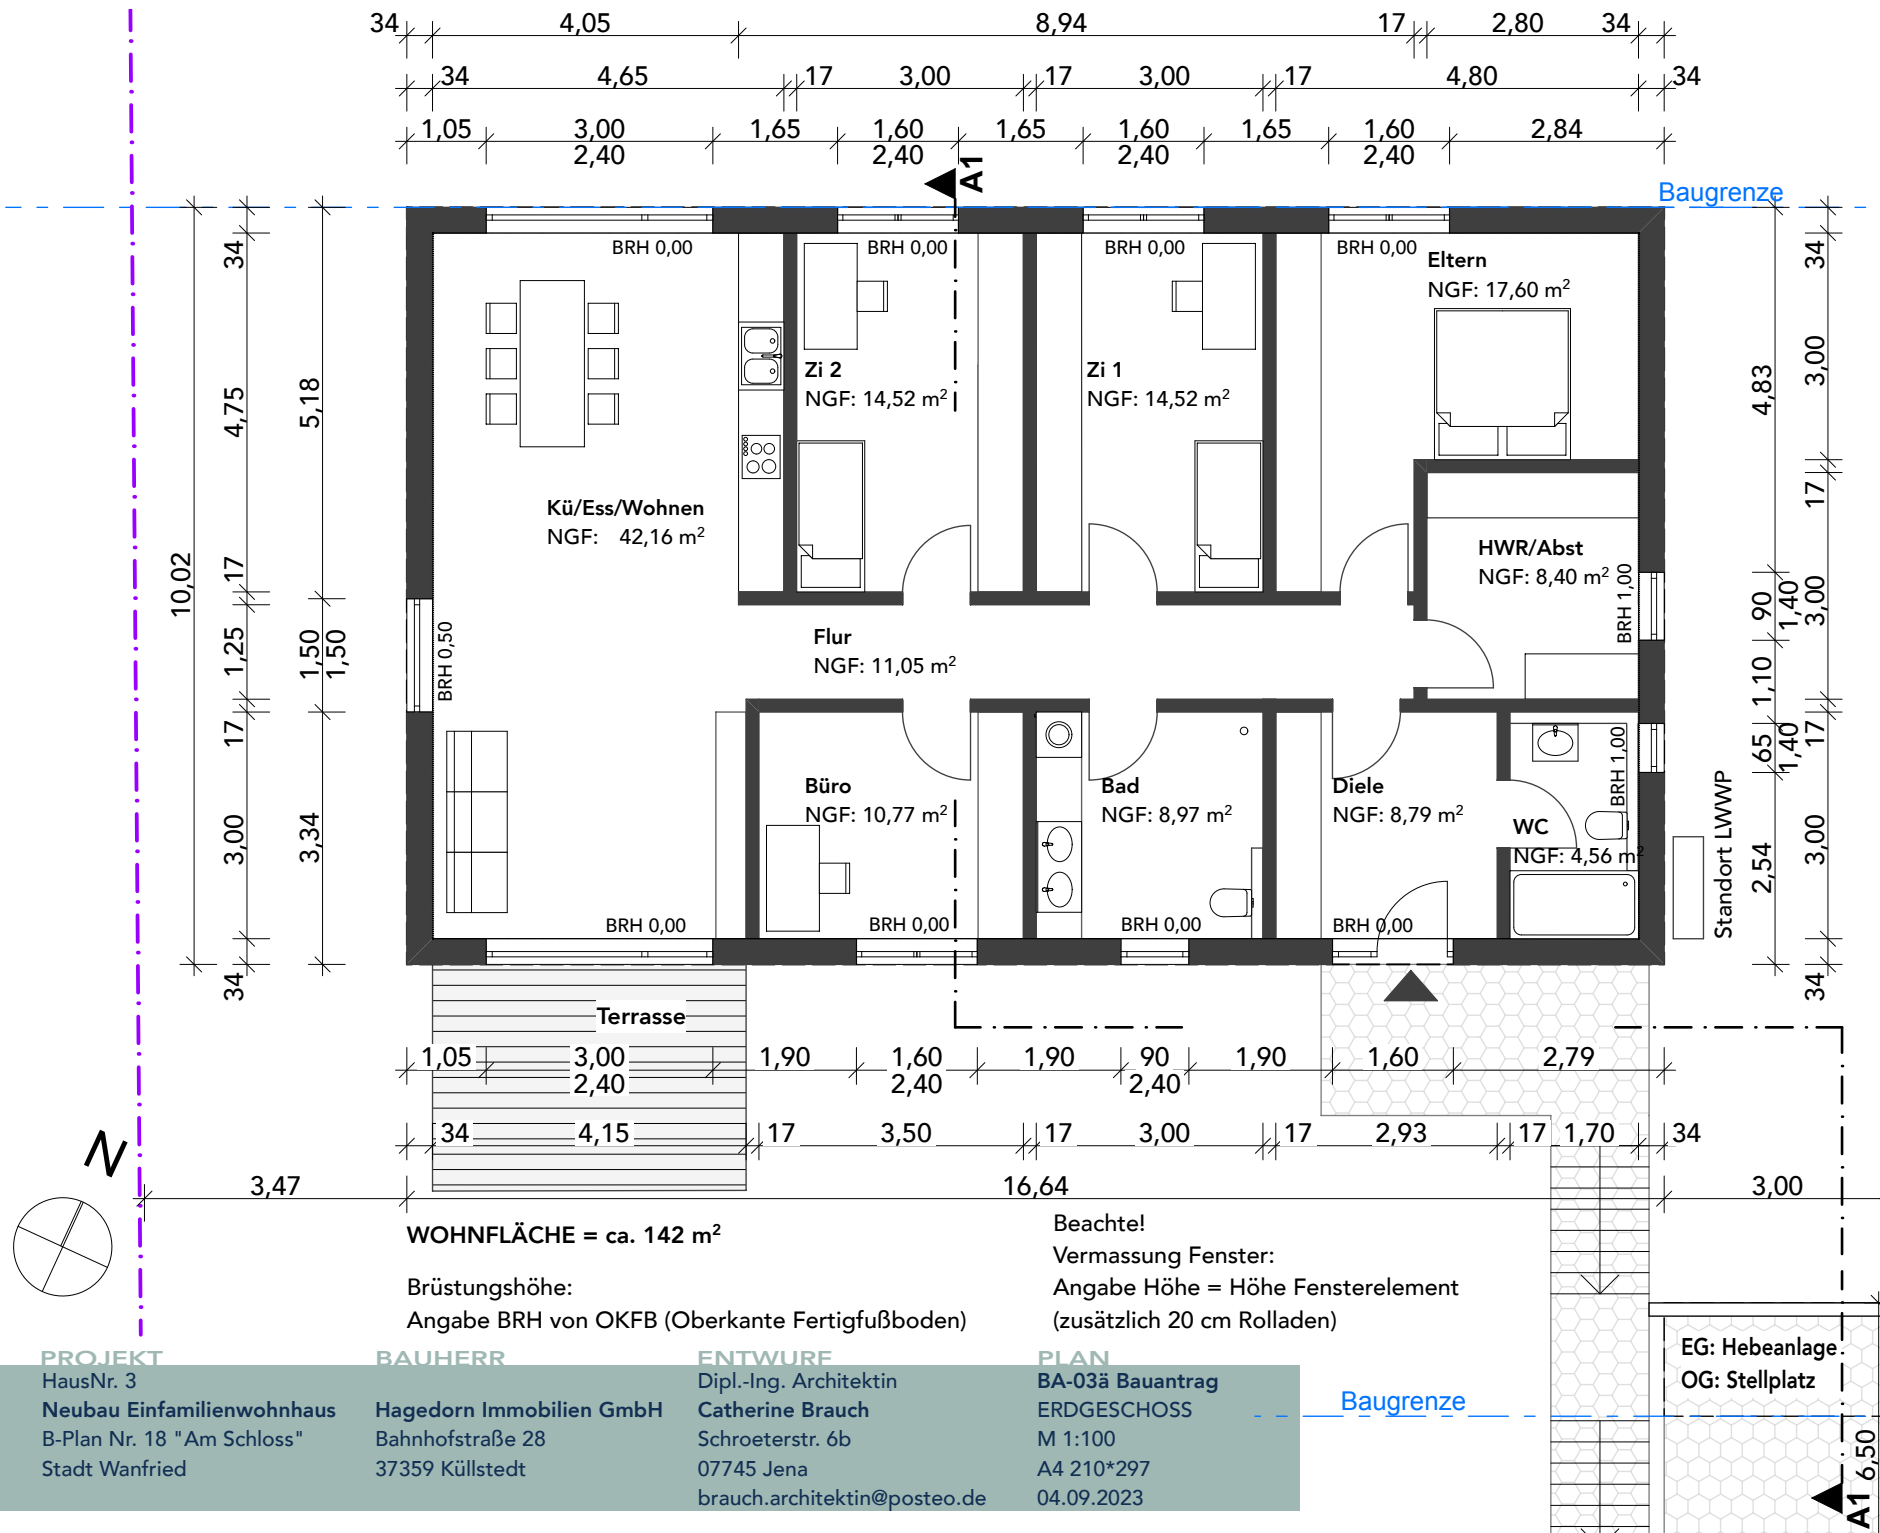 34 4,05 8,94 17 2,80 34
34 4,65 17 3,00 17 3,00 17 4,80 34
1,05 3,00 1,65 1,60 1,65 1,60 1,65 1,60 2,84
2,40 2,40 2,40 2,40
A1
Baugrenze
10,02
34 4,75 17 1,25 17 3,00 34
5,18 1,50 3,34
1,50
BRH 0,00 BRH 0,00 BRH 0,00 BRH 0,00
Eltern
NGF: 17,60 m²
Zi 2
NGF: 14,52 m²
Zi 1
NGF: 14,52 m²
Kü/Ess/Wohnen
NGF: 42,16 m²
HWR/Abst
NGF: 8,40 m²
BRH 1,00
BRH 0,50
Flur
NGF: 11,05 m²
Büro
NGF: 10,77 m²
Bad
NGF: 8,97 m²
Diele
NGF: 8,79 m²
WC
NGF: 4,56 m²
BRH 1,00
BRH 0,00 BRH 0,00 BRH 0,00 BRH 0,00
4,83 90 1,10 65 2,54
1,40 1,40
34 3,00 17 3,00 17 3,00 34
Standort LWWP
Terrasse
1,05 3,00 1,90 1,60 1,90 90 1,90 1,60 2,79
2,40 2,40 2,40
34 4,15 17 3,50 17 3,00 17 2,93 17 1,70 34
N
3,47 16,64 3,00
WOHNFLÄCHE = ca. 142 m²
Brüstungshöhe:
Angabe BRH von OKFB (Oberkante Fertigfußboden)
Beachte!
Vermassung Fenster:
Angabe Höhe = Höhe Fensterelement
(zusätzlich 20 cm Rolladen)
EG: Hebeanlage
OG: Stellplatz
Baugrenze
6,50
A1
PROJEKT
HausNr. 3
Neubau Einfamilienwohnhaus
B-Plan Nr. 18 "Am Schloss"
Stadt Wanfried
BAUHERR
Hagedorn Immobilien GmbH
Bahnhofstraße 28
37359 Küllstedt
ENTWURF
Dipl.-Ing. Architektin
Catherine Brauch
Schroeterstr. 6b
07745 Jena
brauch.architektin@posteo.de
PLAN
BA-03ä Bauantrag
ERDGESCHOSS
M 1:100
A4 210*297
04.09.2023